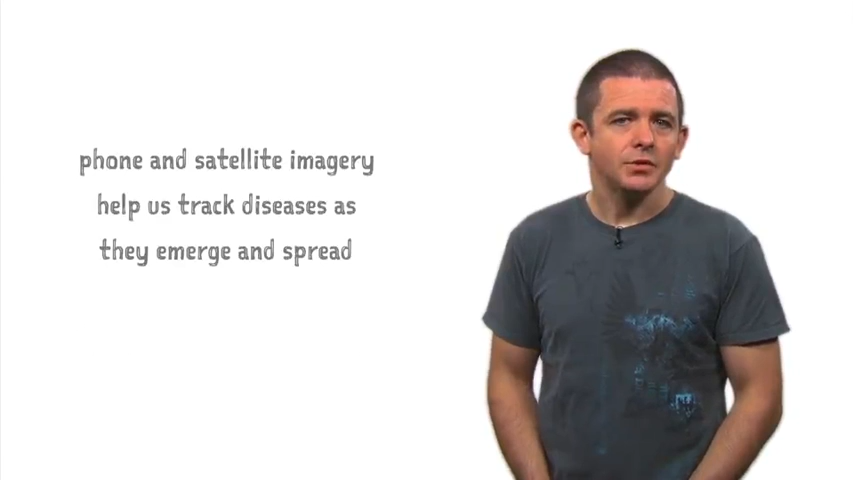 phone and satellite imagery
help us track diseases as
they emerge and spread